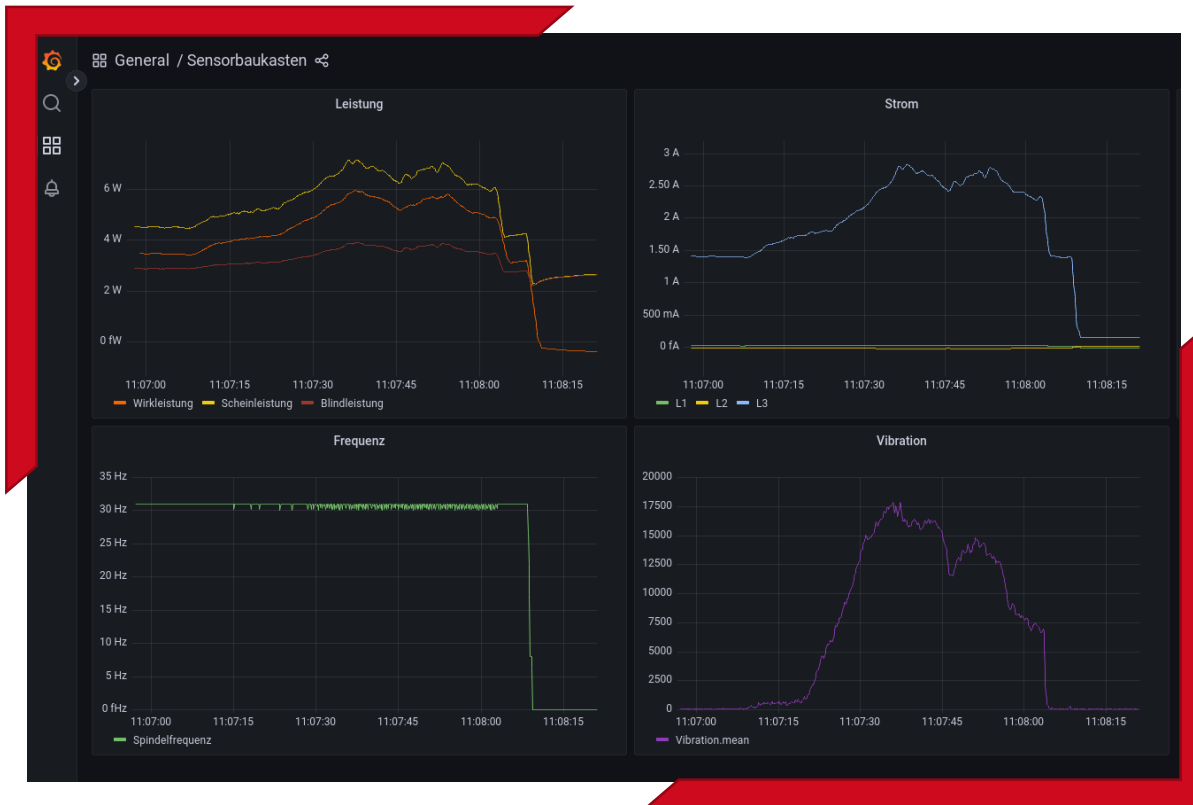 General / Sensorbaukasten
Leistung
6 W
4 W
2 W
0 fW
11:07:00 11:07:15 11:07:30 11:07:45 11:08:00 11:08:15
Wirkleistung Scheinleistung Blindleistung
Strom
3 A
2.50 A
2 A
1.50 A
1 A
500 mA
0 fA
11:07:00 11:07:15 11:07:30 11:07:45 11:08:00 11:08:15
L1 L2 L3
Frequenz
35 Hz
30 Hz
25 Hz
20 Hz
15 Hz
10 Hz
5 Hz
0 fHz
11:07:00 11:07:15 11:07:30 11:07:45 11:08:00 11:08:15
Spindelfrequenz
Vibration
20000
17500
15000
12500
10000
7500
5000
2500
0
11:07:00 11:07:15 11:07:30 11:07:45 11:08:00 11:08:15
Vibration.mean